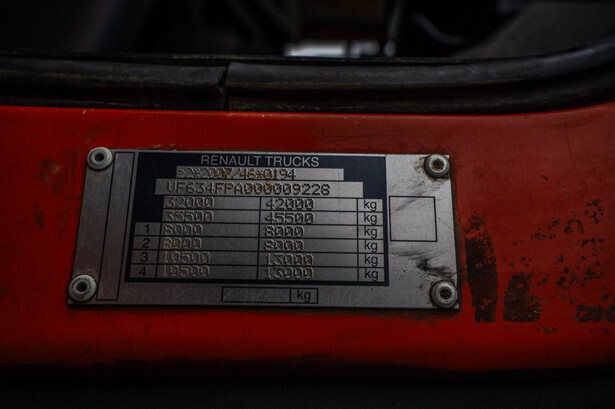 RENAULT TRUCKS
S2*2007/46*0194
VF634FPA000009228
32000 42000 kg
35500 45500 kg
1 8000 8000 kg
2 8000 8000 kg
3 10500 13000 kg
4 10500 13000 kg
kg